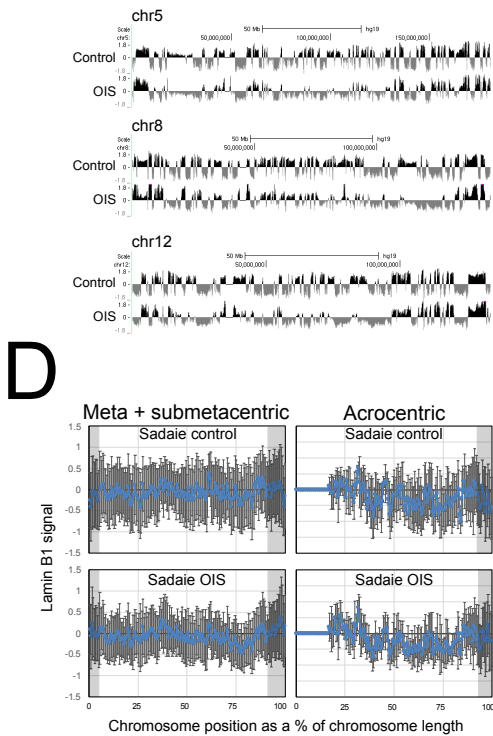 chr5
Scale 50 Mb hg19
chr5: 50,000,000 100,000,000 150,000,000
1.8
Control 0
-1.8
1.8
OIS 0
-1.8
chr8
Scale 50 Mb hg19
chr8: 50,000,000 100,000,000
1.8
Control 0
-1.8
1.8
OIS 0
-1.8
chr12
Scale 50 Mb hg19
chr12: 50,000,000 100,000,000
1.8
Control 0
-1.8
1.8
OIS 0
-1.8
D
Meta + submetacentric Acrocentric
Sadaie control Sadaie control
1.5
1
0.5
0
-0.5
-1
-1.5
Lamin B1 signal
Sadaie OIS Sadaie OIS
1.5
1
0.5
0
-0.5
-1
-1.5
0 25 50 75 100 0 25 50 75 100
Chromosome position as a % of chromosome length